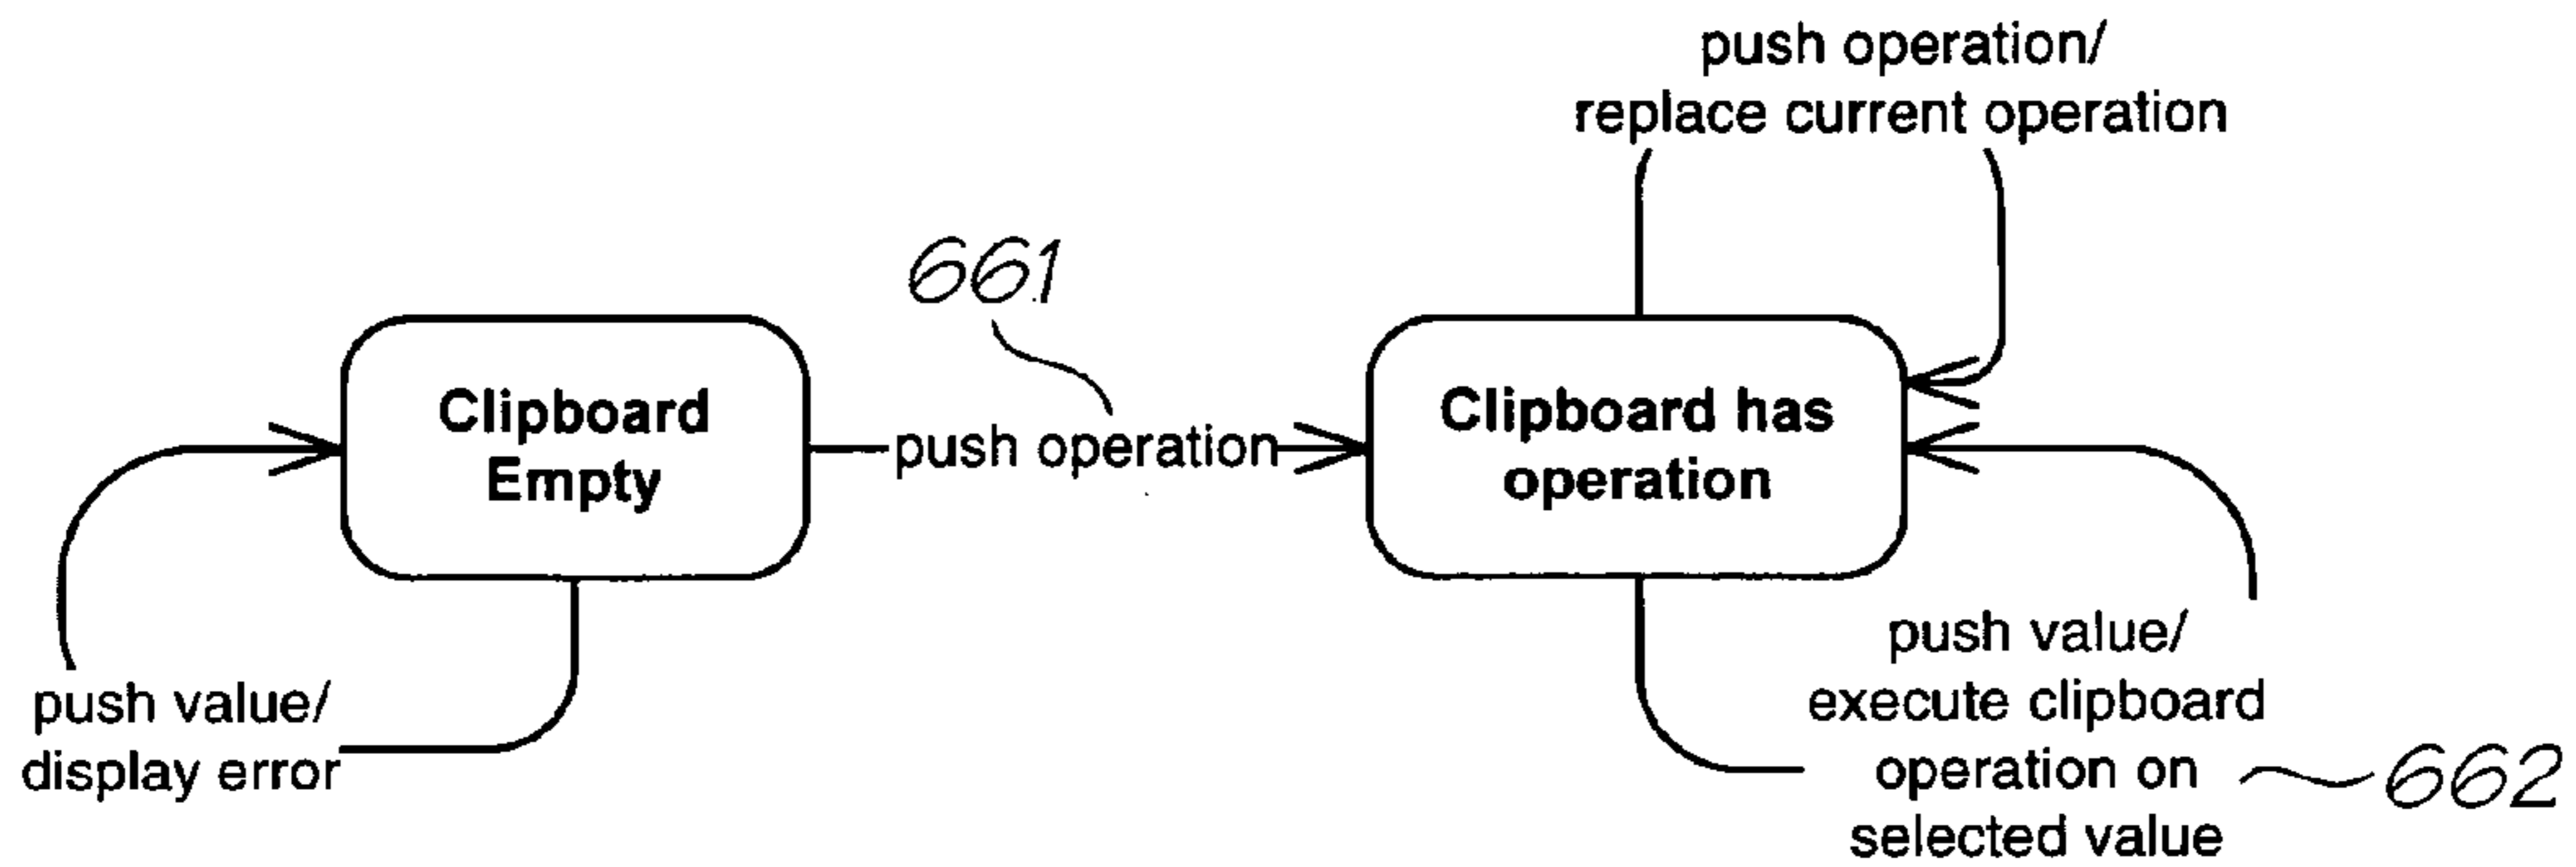 push operation/
replace current operation
661
Clipboard
Empty
push operation
Clipboard has
operation
push value/
display error
push value/
execute clipboard
operation on
selected value
662